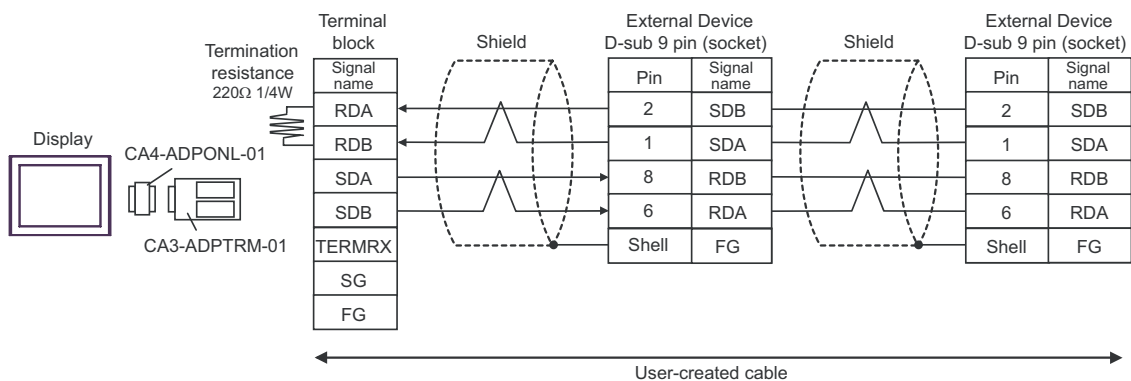 Display
CA4-ADPONL-01
CA3-ADPTRM-01
Termination
resistance
220Ω 1/4W
Terminal
block
Signal
name
RDA
RDB
SDA
SDB
TERMRX
SG
FG
Shield
External Device
D-sub 9 pin (socket)
Pin Signal
name
2 SDB
1 SDA
8 RDB
6 RDA
Shell FG
Shield
External Device
D-sub 9 pin (socket)
Pin Signal
name
2 SDB
1 SDA
8 RDB
6 RDA
Shell FG
User-created cable